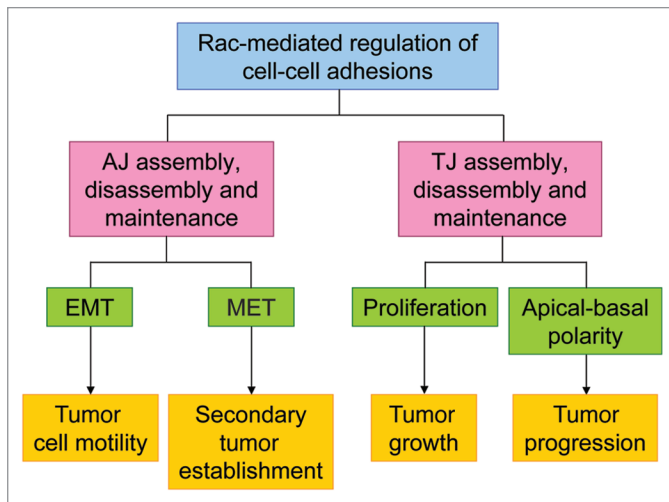 Rac-mediated regulation of
cell-cell adhesions
AJ assembly,
disassembly and
maintenance
TJ assembly,
disassembly and
maintenance
EMT
MET
Proliferation
Apical-basal
polarity
Tumor
cell motility
Secondary
tumor
establishment
Tumor
growth
Tumor
progression